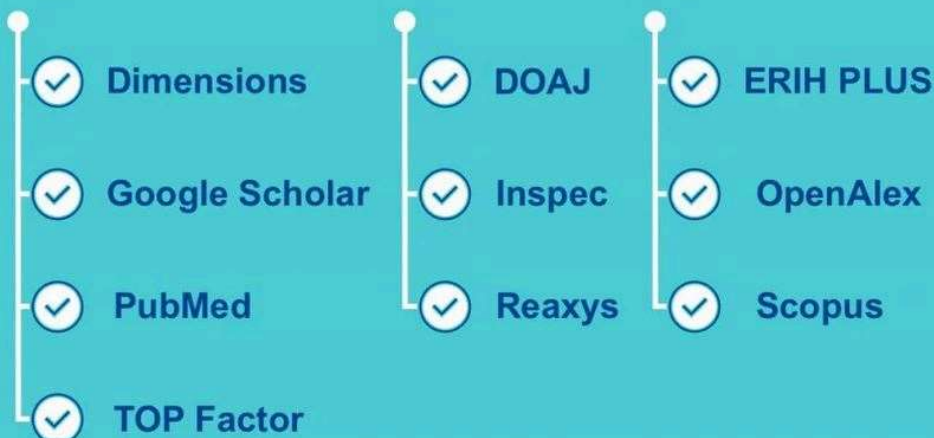 Dimensions
Google Scholar
PubMed
TOP Factor
DOAJ
Inspec
Reaxys
ERIH PLUS
OpenAlex
Scopus